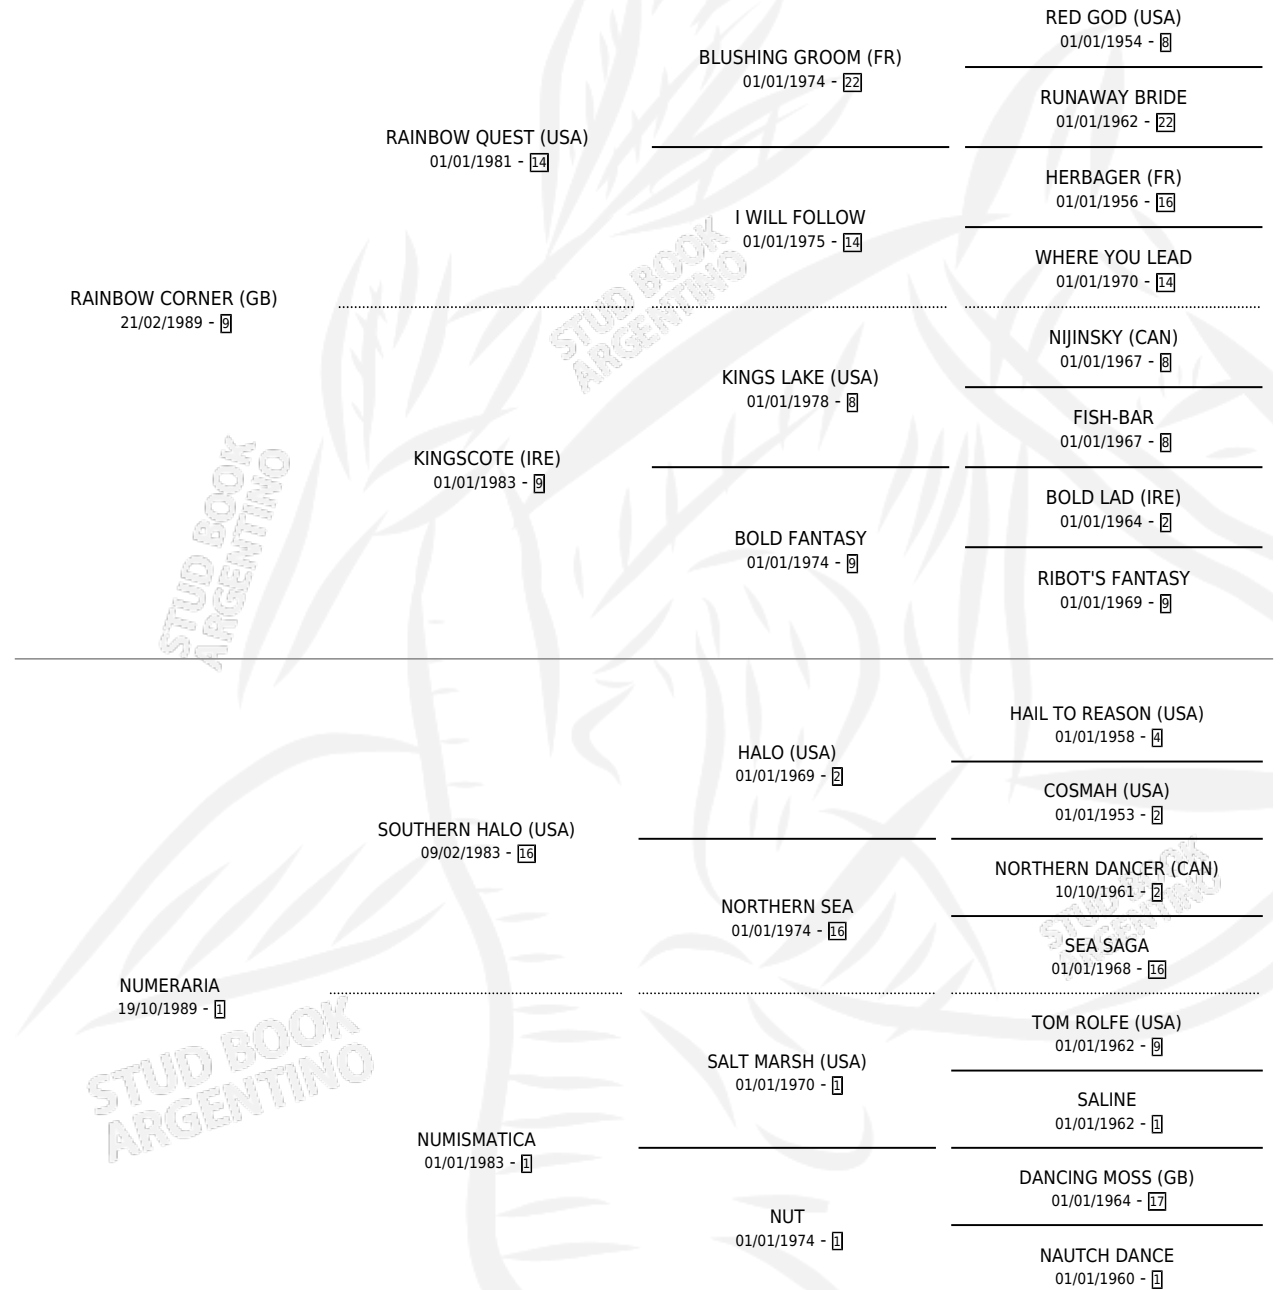 RED GOD (USA)
01/01/1954 - 8
BLUSHING GROOM (FR)
01/01/1974 - 22
RUNAWAY BRIDE
01/01/1962 - 22
RAINBOW QUEST (USA)
01/01/1981 - 14
HERBAGER (FR)
01/01/1956 - 16
I WILL FOLLOW
01/01/1975 - 14
WHERE YOU LEAD
01/01/1970 - 14
RAINBOW CORNER (GB)
21/02/1989 - 9
STUD BOOK
ARGENTINO
NIJINSKY (CAN)
01/01/1967 - 8
KINGS LAKE (USA)
01/01/1978 - 8
FISH-BAR
01/01/1967 - 8
KINGSCOTE (IRE)
01/01/1983 - 9
BOLD LAD (IRE)
01/01/1964 - 2
BOLD FANTASY
01/01/1974 - 9
RIBOT'S FANTASY
01/01/1969 - 9
STUD BOOK
ARGENTINO
HAIL TO REASON (USA)
01/01/1958 - 4
HALO (USA)
01/01/1969 - 2
COSMAH (USA)
01/01/1953 - 2
SOUTHERN HALO (USA)
09/02/1983 - 16
NORTHERN DANCER (CAN)
10/10/1961 - 2
NORTHERN SEA
01/01/1974 - 16
SEA SAGA
01/01/1968 - 16
STUD BOOK
ARGENTINO
NUMERARIA
19/10/1989 - 1
STUD BOOK
ARGENTINO
TOM ROLFE (USA)
01/01/1962 - 9
SALT MARSH (USA)
01/01/1970 - 1
SALINE
01/01/1962 - 1
NUMISMATICA
01/01/1983 - 1
DANCING MOSS (GB)
01/01/1964 - 17
NUT
01/01/1974 - 1
NAUTCH DANCE
01/01/1960 - 1